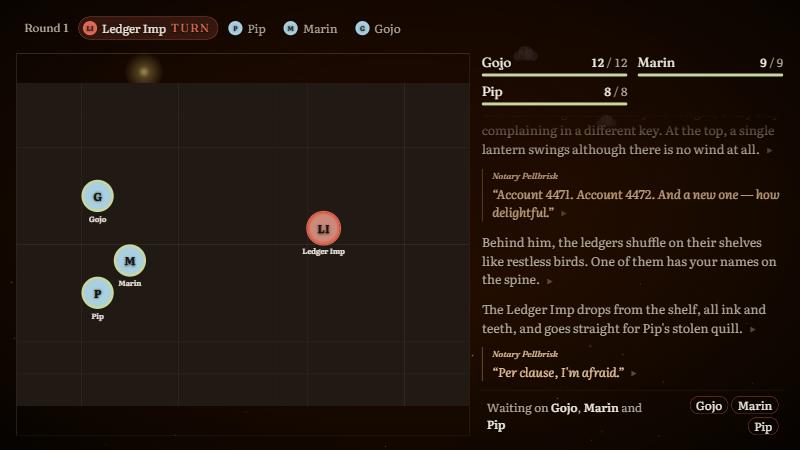 Round 1 LI Ledger Imp TURN P Pip M Marin G Gojo
Gojo 12 / 12 Marin 9 / 9
Pip 8 / 8
complaining in a different key. At the top, a single
lantern swings although there is no wind at all.
Notary Pellbrisk
“Account 4471. Account 4472. And a new one — how
delightful.”
Behind him, the ledgers shuffle on their shelves
like restless birds. One of them has your names on
the spine.
The Ledger Imp drops from the shelf, all ink and
teeth, and goes straight for Pip's stolen quill.
Notary Pellbrisk
“Per clause, I'm afraid.”
Waiting on Gojo, Marin and
Pip
Gojo Marin
Pip
G
Gojo
LI
Ledger Imp
M
Marin
P
Pip